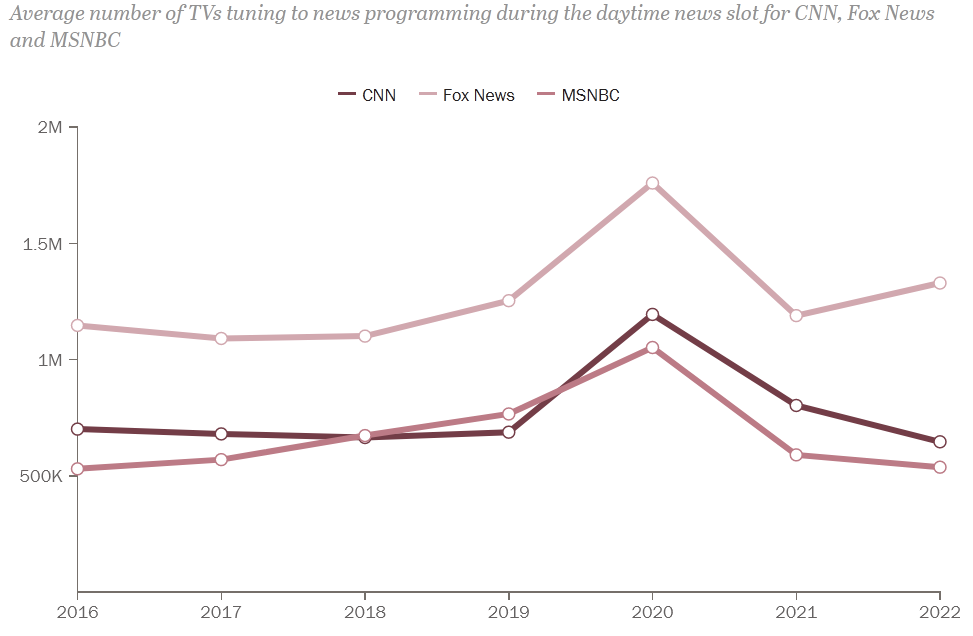 Average number of TVs tuning to news programming during the daytime news slot for CNN, Fox News
and MSNBC
CNN Fox News MSNBC
2M
1.5M
1M
500K
2016 2017 2018 2019 2020 2021 2022